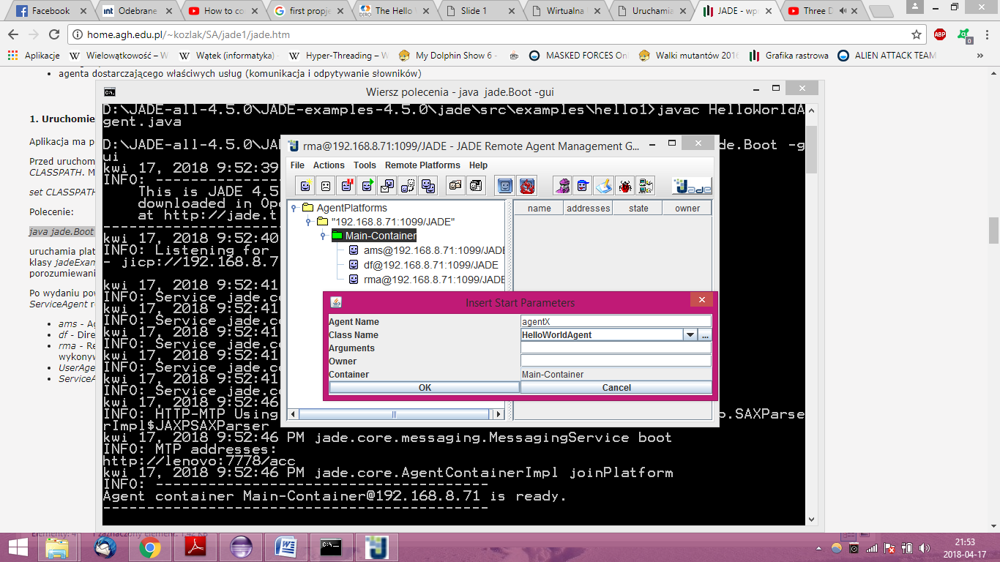 Facebook
Odebrane
How to co
first propje
The Hello
Slide 1
Wirtualna
Uruchamia
JADE - wps
Three D
home.agh.edu.pl/~kozlak/SA/jade1/jade.htm
Aplikacje
Wielowątkowość – W
Wątek (informatyka) -
Hyper-Threading – W
My Dolphin Show 6 -
MASKED FORCES On
Walki mutantów 2016
Grafika rastrowa
ALIEN ATTACK TEAM
agenta dostarczającego właściwych usług (komunikacja i odpytywanie słowników)
Wiersz polecenia - java jade.Boot -gui
D:\JADE-all-4.5.0\JADE-examples-4.5.0\jade\src\examples\hello1>javac HelloWorldA
gent.java
D:\JADE-all-4.5.0\JA
de.Boot -g
ui
kwi 17, 2018 9:52:39
INFO: ----------------
This is JADE 4.5
downloaded in Ope
at http://jade.t
kwi 17, 2018 9:52:40
INFO: Listening for
- jicp://192.168.8.7
kwi 17, 2018 9:52:41
INFO: Service jade.co
kwi 17, 2018 9:52:41
INFO: Service jade.co
kwi 17, 2018 9:52:41
INFO: Service jade.co
kwi 17, 2018 9:52:41
INFO: Service jade.co
kwi 17, 2018 9:52:41
INFO: Service jade.co
kwi 17, 2018 9:52:46
INFO: HTTP-MTP Using
p.SAXParse
rImpl$JAXPSAXParser
kwi 17, 2018 9:52:46 PM jade.core.messaging.MessagingService boot
INFO: MTP addresses:
http://lenovo:7778/acc
kwi 17, 2018 9:52:46 PM jade.core.AgentContainerImpl joinPlatform
INFO: --------------------------------------
Agent container Main-Container@192.168.8.71 is ready.
--------------------------------------------
1. Uruchomie
Aplikacja ma p
Przed uruchom
CLASSPATH. M
set CLASSPATH
Polecenie:
java jade.Boot
uruchamia plat
klasy jadeExam
porozumiewani
Po wydaniu pow
ServiceAgent r
ams - Ag
df - Dire
rma - Re
wykonyw
UserAge
ServiceA
rma@192.168.8.71:1099/JADE - JADE Remote Agent Management G...
File Actions Tools Remote Platforms Help
Jade
AgentPlatforms
"192.168.8.71:1099/JADE"
Main-Container
ams@192.168.8.71:1099/JADE
df@192.168.8.71:1099/JADE
rma@192.168.8.71:1099/JADE
name addresses state owner
Insert Start Parameters
Agent Name agentX
Class Name HelloWorldAgent ...
Arguments
Owner
Container Main-Container
OK Cancel
21:53
2018-04-17